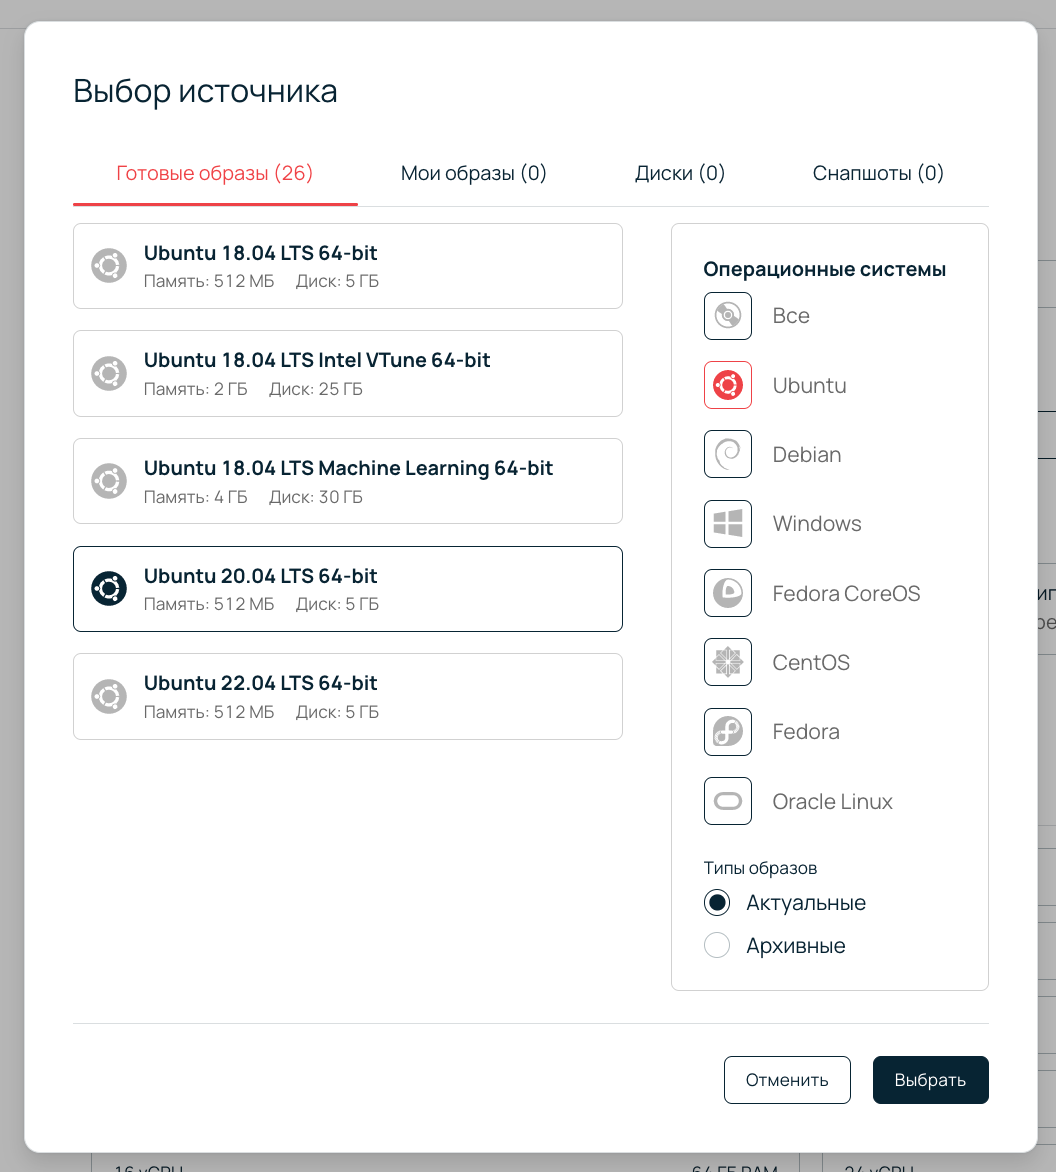 Выбор источника
Готовые образы (26)
Мои образы (0)
Диски (0)
Снапшоты (0)
Ubuntu 18.04 LTS 64-bit
Память: 512 МБ Диск: 5 ГБ
Ubuntu 18.04 LTS Intel VTune 64-bit
Память: 2 ГБ Диск: 25 ГБ
Ubuntu 18.04 LTS Machine Learning 64-bit
Память: 4 ГБ Диск: 30 ГБ
Ubuntu 20.04 LTS 64-bit
Память: 512 МБ Диск: 5 ГБ
Ubuntu 22.04 LTS 64-bit
Память: 512 МБ Диск: 5 ГБ
Операционные системы
Все
Ubuntu
Debian
Windows
Fedora CoreOS
CentOS
Fedora
Oracle Linux
Типы образов
Актуальные
Архивные
Отменить
Выбрать